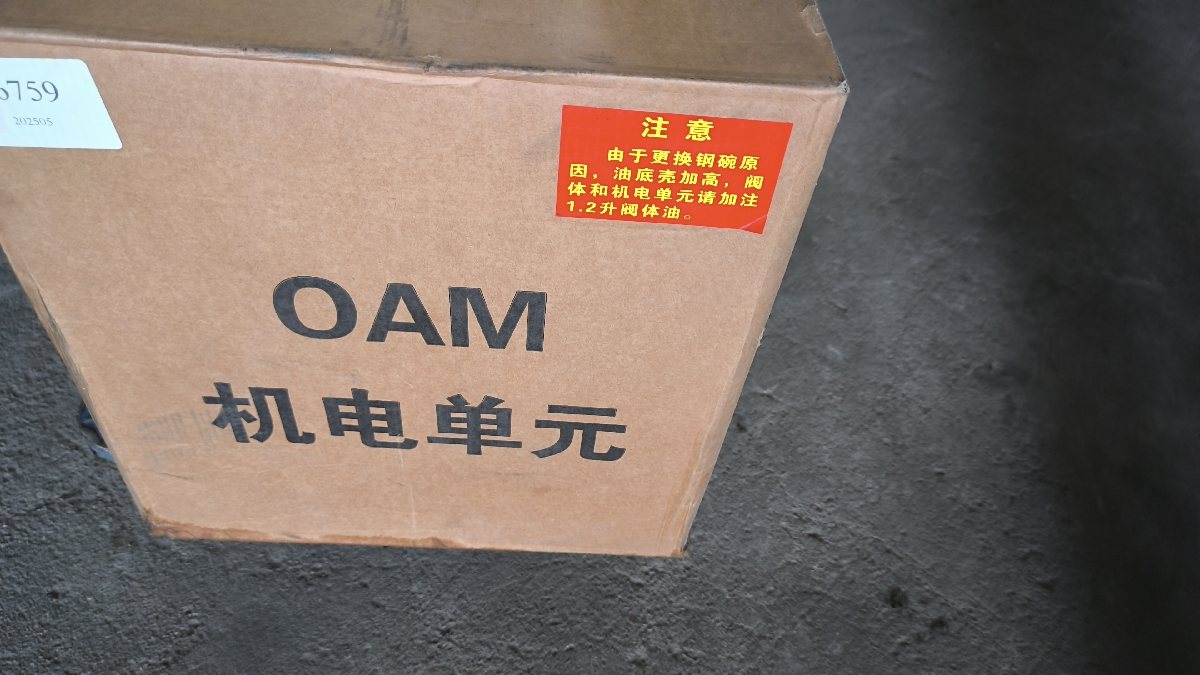 6759
202505
注意
由于更换钢碗原
因，油底壳加高，阀
体和机电单元请加注
1.2升阀体油。
OAM
机电单元